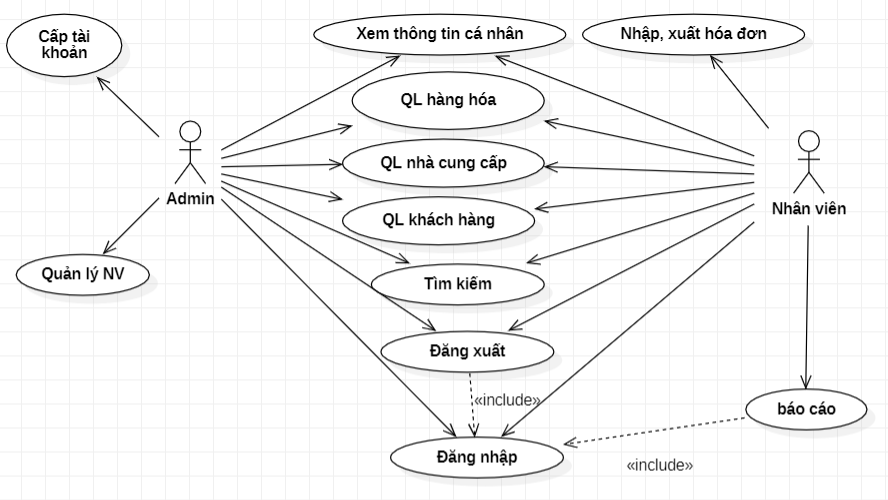 Cấp tài
khoản
Xem thông tin cá nhân
Nhập, xuất hóa đơn
QL hàng hóa
QL nhà cung cấp
Admin
Nhân viên
QL khách hàng
Quản lý NV
Tìm kiếm
Đăng xuất
«include»
báo cáo
Đăng nhập
«include»